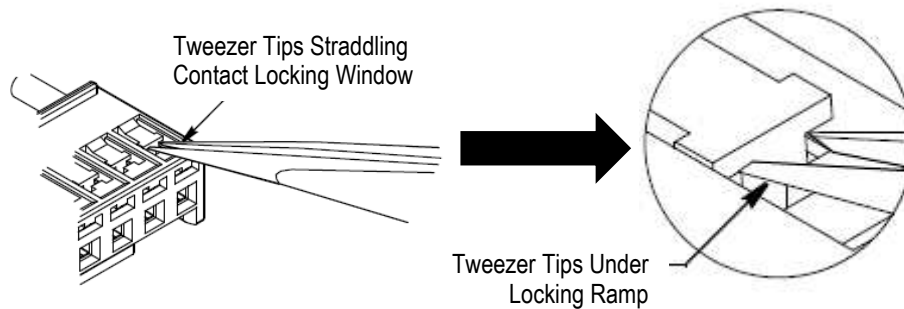 Tweezer Tips Straddling
Contact Locking Window
Tweezer Tips Under
Locking Ramp